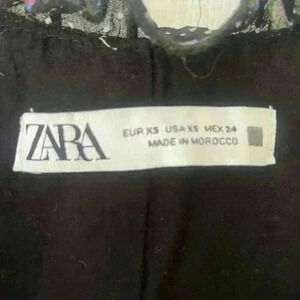 ZARA
EUR XS USA XS MEX 24
MADE IN MOROCCO